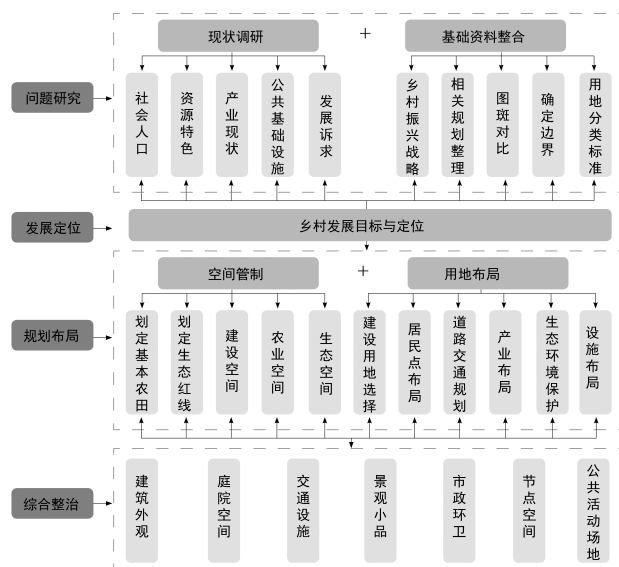 现状调研
+
基础资料整合
问题研究
社会人口
资源特色
产业现状
公共基础设施
发展诉求
乡村振兴战略
相关规划整理
图斑对比
确定边界
用地分类标准
发展定位
乡村发展目标与定位
空间管制
+
用地布局
规划布局
划定基本农田
划定生态红线
建设空间
农业空间
生态空间
建设用地选择
居民点布局
道路交通规划
产业布局
生态环境保护
设施布局
综合整治
建筑外观
庭院空间
交通设施
景观小品
市政环卫
节点空间
公共活动场地